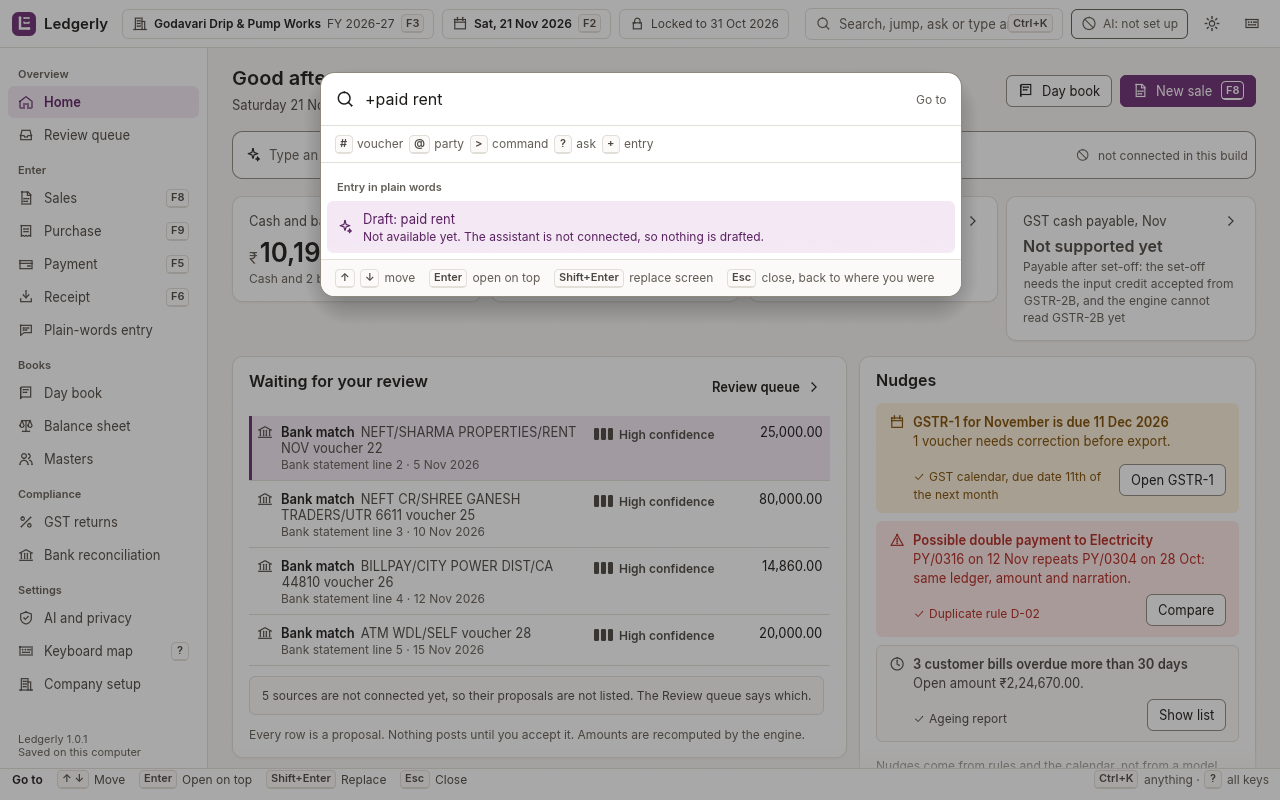 Ledgerly
Godavari Drip & Pump Works FY 2026-27 F3
Sat, 21 Nov 2026 F2
Locked to 31 Oct 2026
Search, jump, ask or type a Ctrl+K
AI: not set up
Overview
Home
Review queue
Enter
Sales F8
Purchase F9
Payment F5
Receipt F6
Plain-words entry
Books
Day book
Balance sheet
Masters
Compliance
GST returns
Bank reconciliation
Settings
AI and privacy
Keyboard map ?
Company setup
Ledgerly 1.0.1
Saved on this computer
Good afte
Saturday 21 No
Day book
New sale F8
Type an
not connected in this build
+paid rent
Go to
# voucher @ party > command ? ask + entry
Entry in plain words
Draft: paid rent
Not available yet. The assistant is not connected, so nothing is drafted.
↑ ↓ move Enter open on top Shift+Enter replace screen Esc close, back to where you were
Cash and b
₹10,19
Cash and 2 b
GST cash payable, Nov
Not supported yet
Payable after set-off: the set-off
needs the input credit accepted from
GSTR-2B, and the engine cannot
read GSTR-2B yet
Waiting for your review
Review queue
Bank match NEFT/SHARMA PROPERTIES/RENT
NOV voucher 22
Bank statement line 2 · 5 Nov 2026
High confidence
25,000.00
Bank match NEFT CR/SHREE GANESH
TRADERS/UTR 6611 voucher 25
Bank statement line 3 · 10 Nov 2026
High confidence
80,000.00
Bank match BILLPAY/CITY POWER DIST/CA
44810 voucher 26
Bank statement line 4 · 12 Nov 2026
High confidence
14,860.00
Bank match ATM WDL/SELF voucher 28
Bank statement line 5 · 15 Nov 2026
High confidence
20,000.00
5 sources are not connected yet, so their proposals are not listed. The Review queue says which.
Every row is a proposal. Nothing posts until you accept it. Amounts are recomputed by the engine.
Nudges
GSTR-1 for November is due 11 Dec 2026
1 voucher needs correction before export.
✓ GST calendar, due date 11th of
the next month
Open GSTR-1
Possible double payment to Electricity
PY/0316 on 12 Nov repeats PY/0304 on 28 Oct:
same ledger, amount and narration.
✓ Duplicate rule D-02
Compare
3 customer bills overdue more than 30 days
Open amount ₹2,24,670.00.
✓ Ageing report
Show list
Nudges come from rules and the calendar, not from a model.
Go to ↑ ↓ Move Enter Open on top Shift+Enter Replace Esc Close
Ctrl+K anything · ? all keys